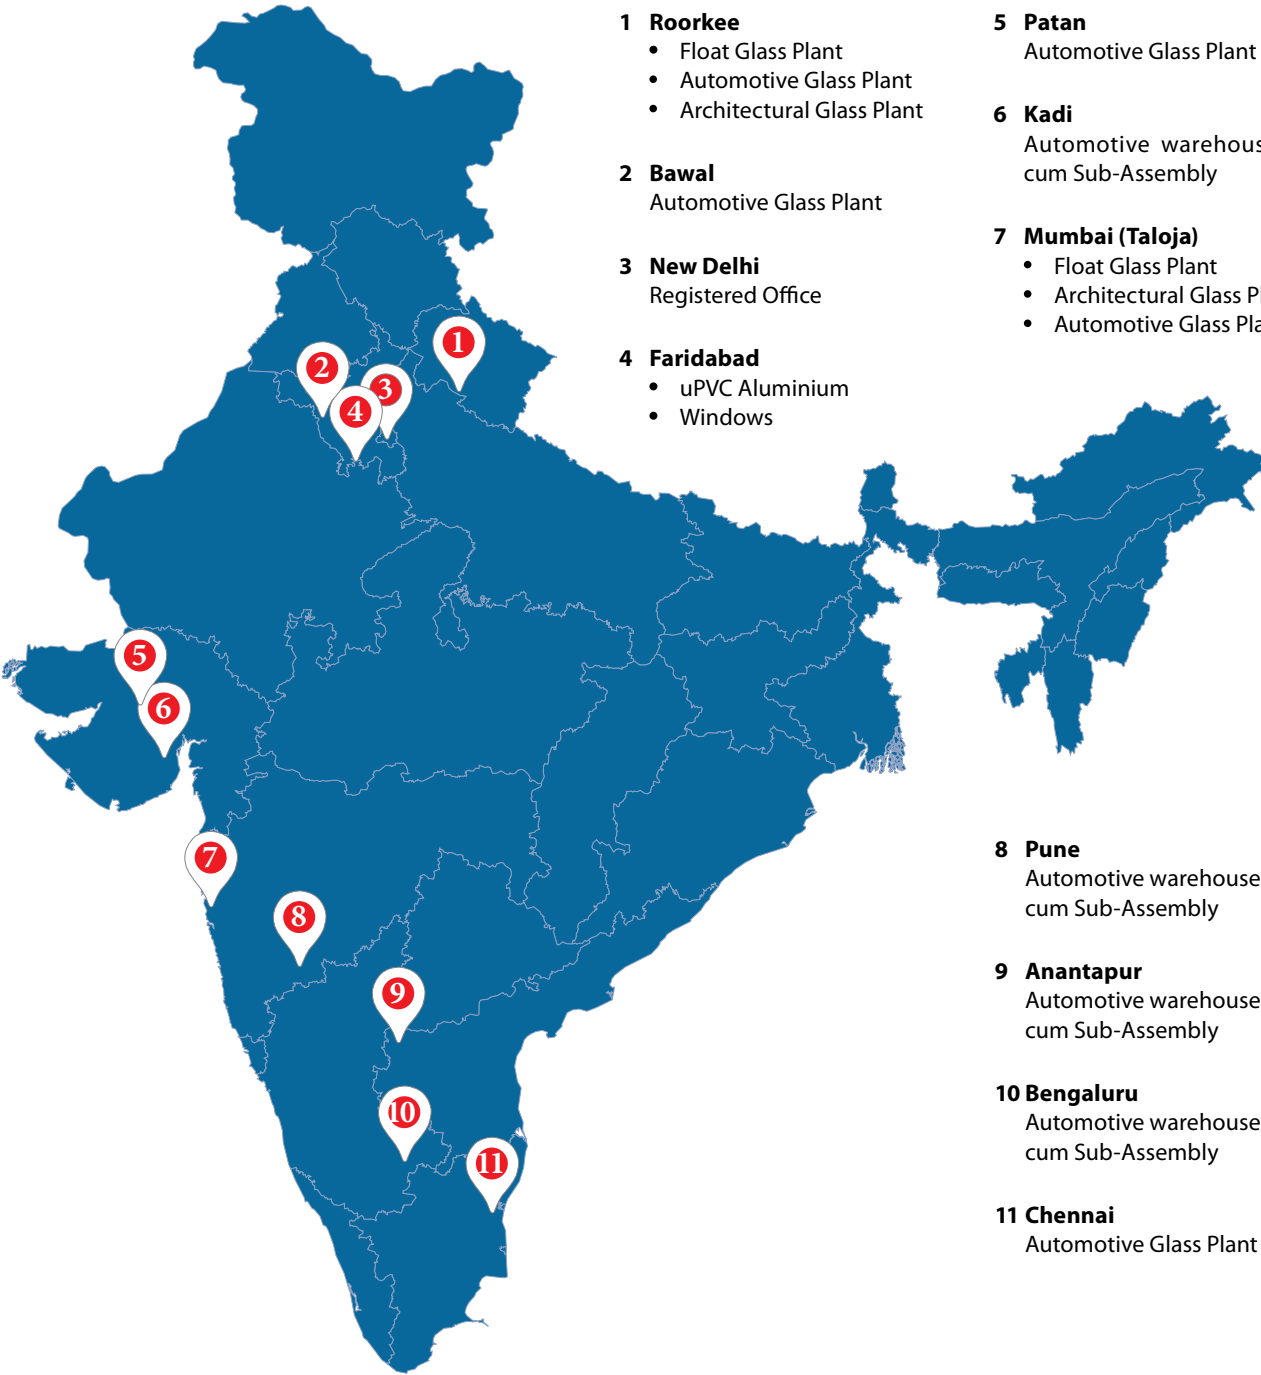 1 Roorkee
• Float Glass Plant
• Automotive Glass Plant
• Architectural Glass Plant
2 Bawal
Automotive Glass Plant
3 New Delhi
Registered Office
4 Faridabad
• uPVC Aluminium
• Windows
5 Patan
Automotive Glass Plant
6 Kadi
Automotive
cum Sub-Assembly
7 Mumbai (Taloja)
• Float Glass Plant
• Architectural Glass
• Automotive Glass
8 Pune
Automotive warehouse
cum Sub-Assembly
9 Anantapur
Automotive warehouse
cum Sub-Assembly
10 Bengaluru
Automotive warehouse
cum Sub-Assembly
11 Chennai
Automotive Glass Plant
1
2
3
4
5
6
7
8
9
10
11